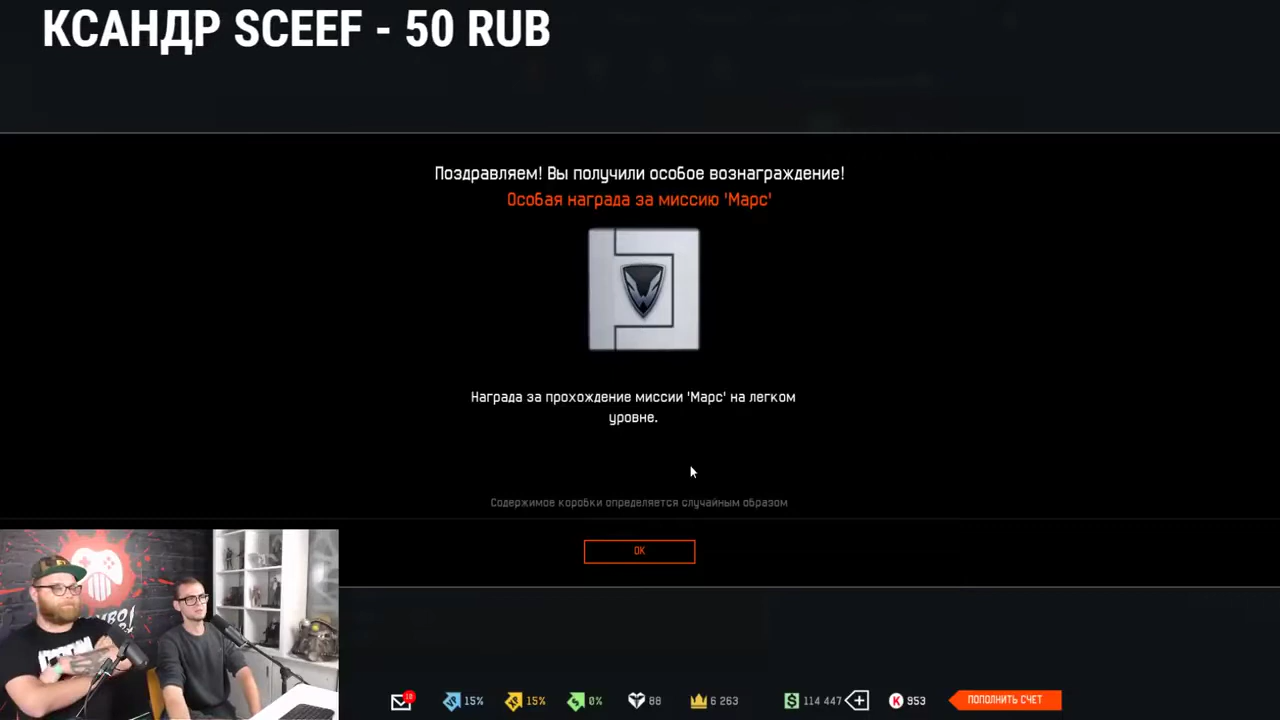 КСАНДР SCEEF - 50 RUB
Поздравляем! Вы получили особое вознаграждение!
Особая награда за миссию 'Марс'
Награда за прохождение миссии 'Марс' на легком
уровне.
Содержимое коробки определяется случайным образом
ОК
10 15% 15% 0% 88 6 263 114 447 K 953 ПОПОЛНИТЬ СЧЕТ